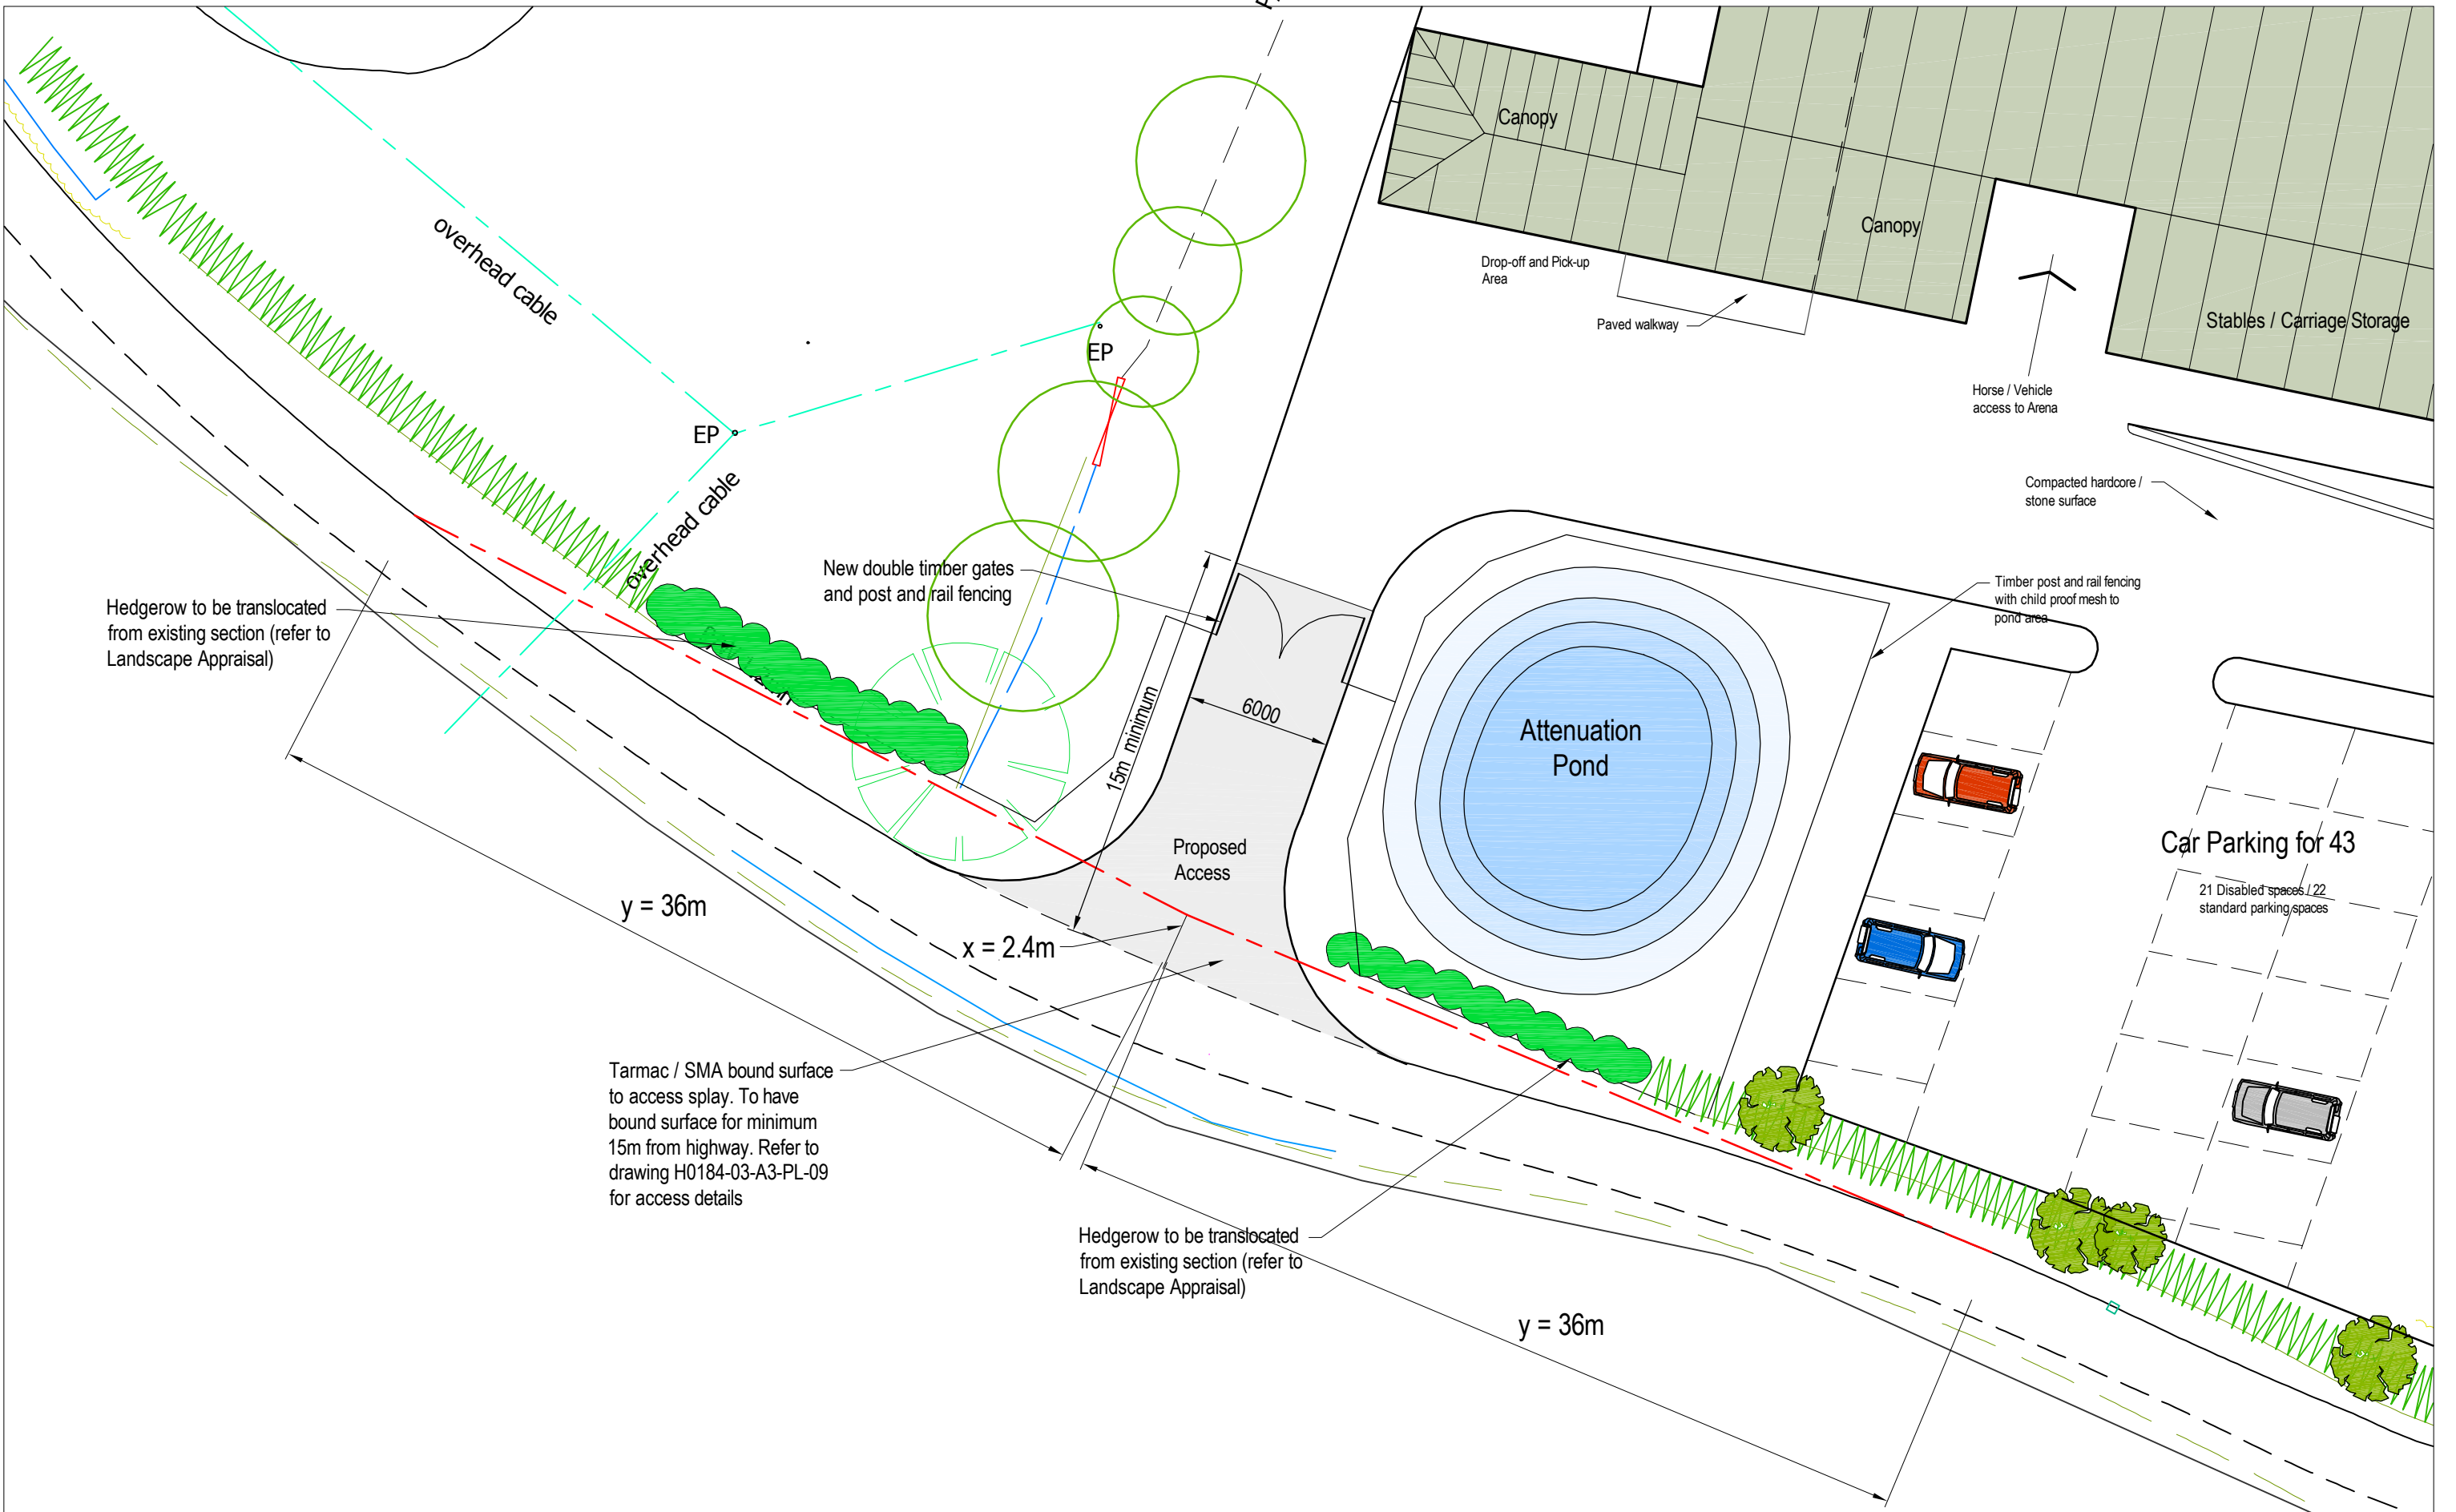 Canopy
Canopy
Drop-off and Pick-up
Area
Paved walkway
Stables / Carriage Storage
Horse / Vehicle
access to Arena
overhead cable
EP
EP
overhead cable
Compacted hardcore /
stone surface
New double timber gates
and post and rail fencing
Timber post and rail fencing
with child proof mesh to
pond area
Hedgerow to be translocated
from existing section (refer to
Landscape Appraisal)
15m minimum
6000
Attenuation
Pond
Proposed
Access
Car Parking for 43
21 Disabled spaces / 22
standard parking spaces
y = 36m
x = 2.4m
Tarmac / SMA bound surface
to access splay. To have
bound surface for minimum
15m from highway. Refer to
drawing H0184-03-A3-PL-09
for access details
Hedgerow to be translocated
from existing section (refer to
Landscape Appraisal)
y = 36m